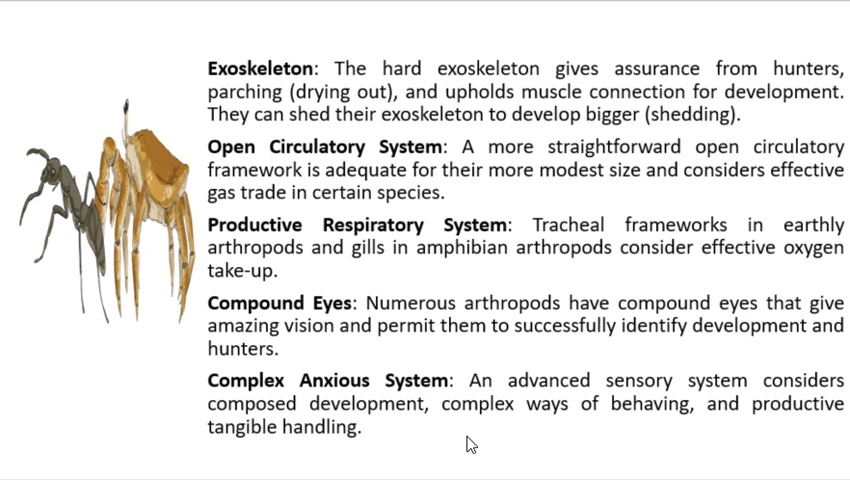 Exoskeleton: The hard exoskeleton gives assurance from hunters,
parching (drying out), and upholds muscle connection for development.
They can shed their exoskeleton to develop bigger (shedding).
Open Circulatory System: A more straightforward open circulatory
framework is adequate for their more modest size and considers effective
gas trade in certain species.
Productive Respiratory System: Tracheal frameworks in earthly
arthropods and gills in amphibian arthropods consider effective oxygen
take-up.
Compound Eyes: Numerous arthropods have compound eyes that give
amazing vision and permit them to successfully identify development and
hunters.
Complex Anxious System: An advanced sensory system considers
composed development, complex ways of behaving, and productive
tangible handling.